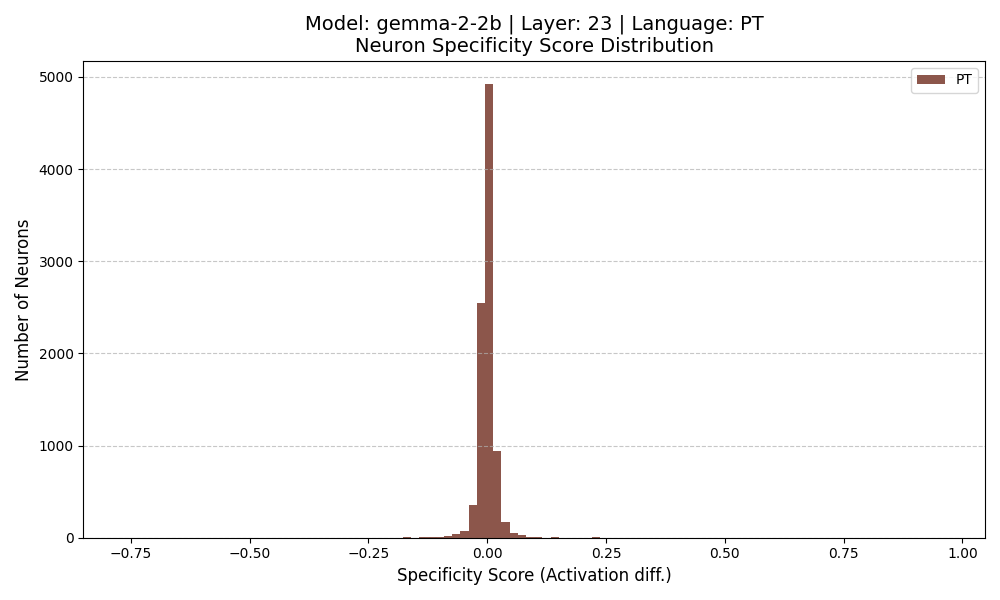 Model: gemma-2-2b | Layer: 23 | Language: PT
Neuron Specificity Score Distribution
PT
Number of Neurons
5000
4000
3000
2000
1000
0
−0.75 −0.50 −0.25 0.00 0.25 0.50 0.75 1.00
Specificity Score (Activation diff.)